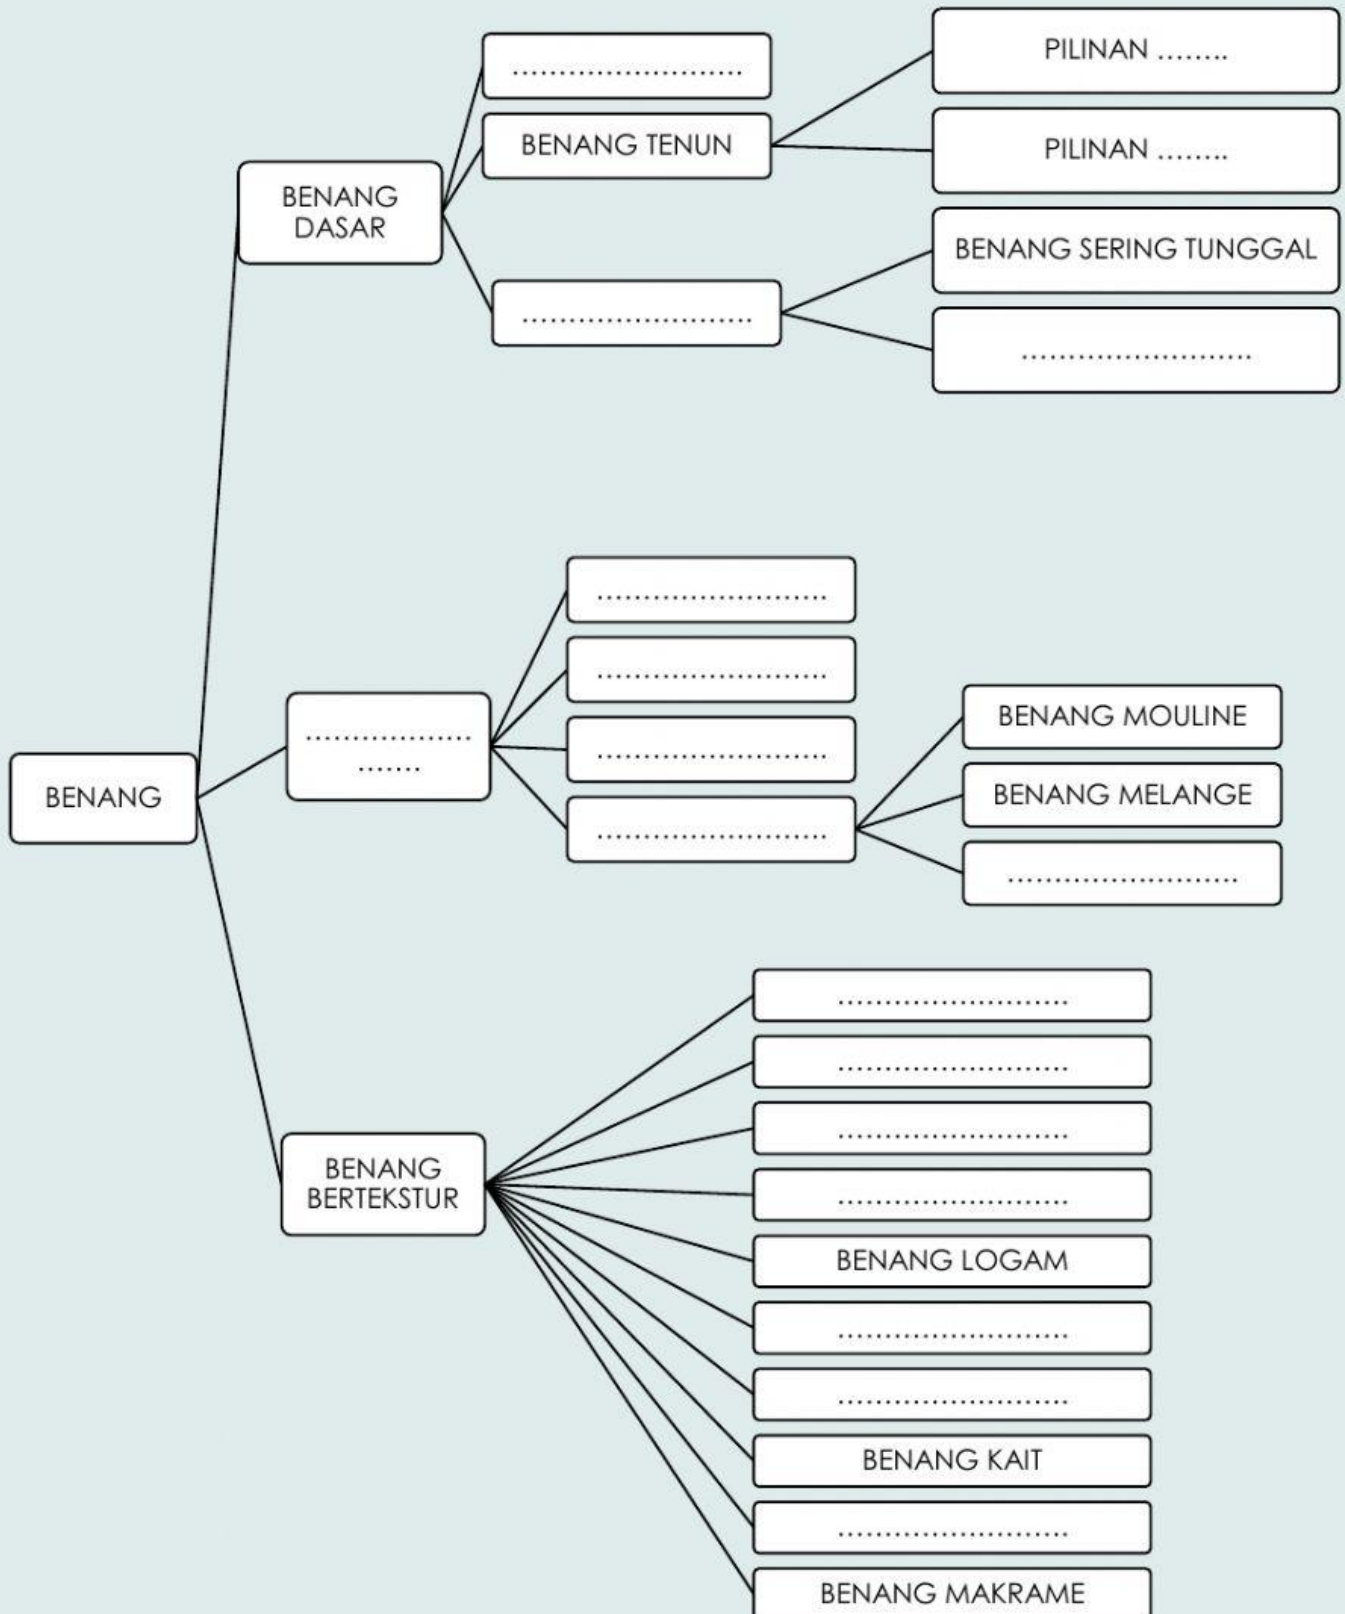 .........................
BENANG TENUN
PILINAN ........
PILINAN ........
BENANG
DASAR
BENANG SERING TUNGGAL
.........................
.........................
.........................
.........................
..................
.......
.........................
.........................
BENANG MOULINE
BENANG MELANGE
.........................
BENANG
.........................
.........................
.........................
.........................
BENANG
BERTEKSTUR
BENANG LOGAM
.........................
.........................
BENANG KAIT
.........................
BENANG MAKRAME